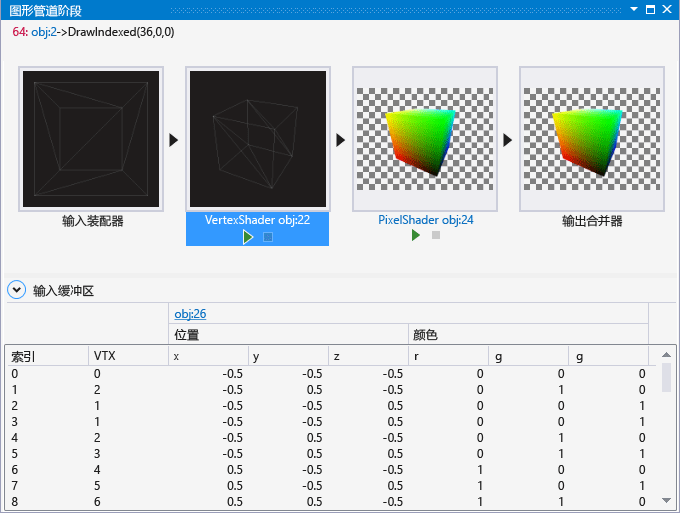 图形管道阶段
64: obj:2->DrawIndexed(36,0,0)
输入装配器 VertexShader obj:22 PixelShader obj:24 输出合并器
输入缓冲区
obj:26
位置 颜色
索引 VTX x y z r g g
0 0 -0.5 -0.5 -0.5 0 0 0
1 2 -0.5 0.5 -0.5 0 1 0
2 1 -0.5 -0.5 0.5 0 0 1
3 1 -0.5 -0.5 0.5 0 0 1
4 2 -0.5 0.5 -0.5 0 1 0
5 3 -0.5 0.5 0.5 0 1 1
6 4 0.5 -0.5 -0.5 1 0 0
7 5 0.5 -0.5 0.5 1 0 1
8 6 0.5 0.5 -0.5 1 1 0